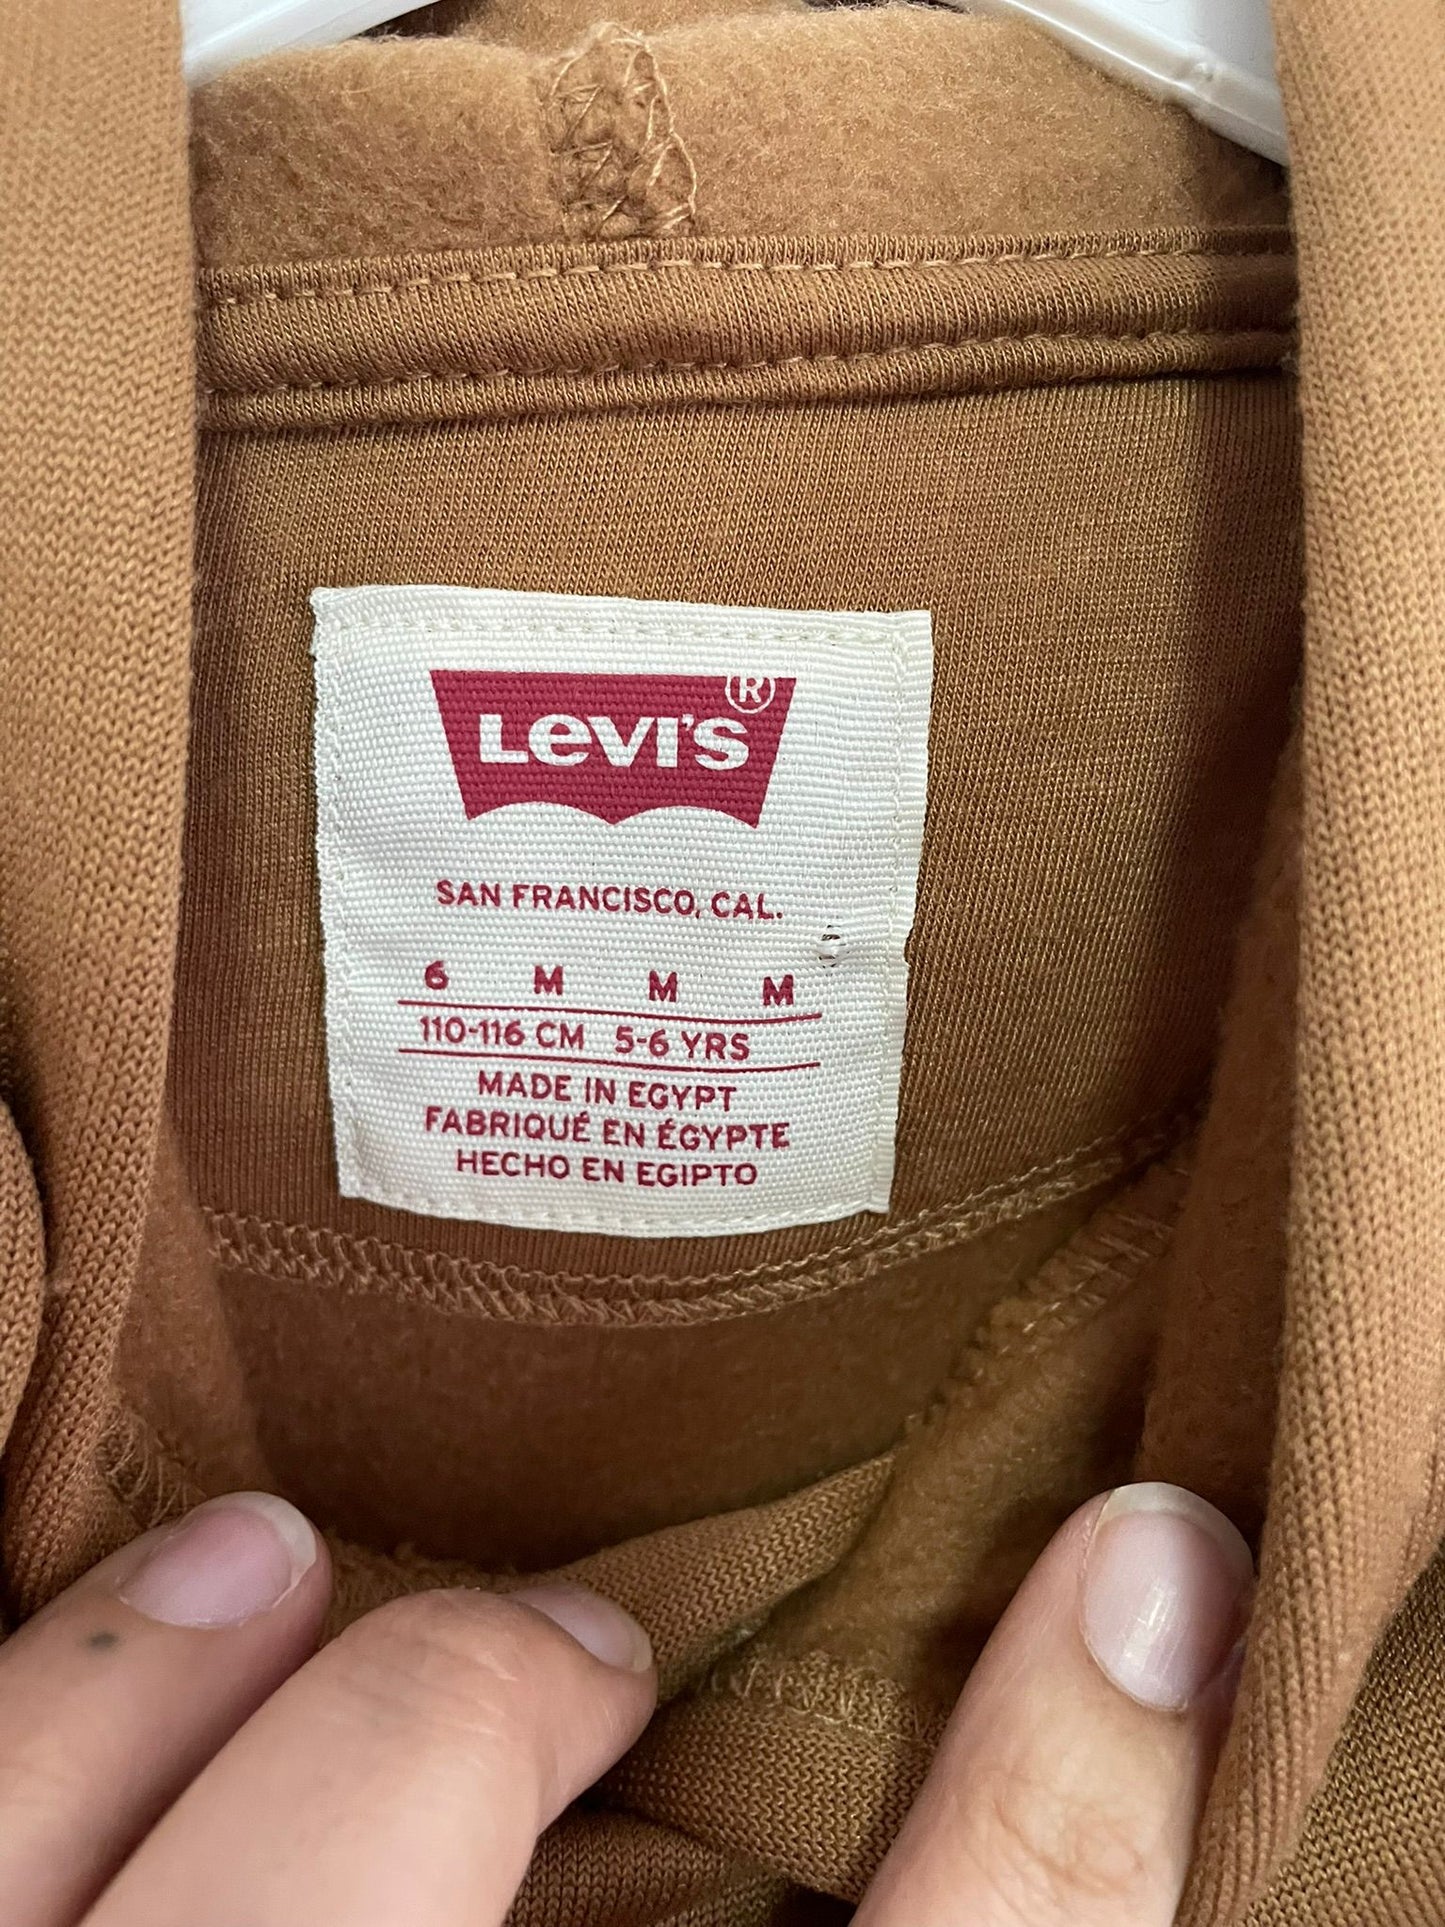 Levi's®
SAN FRANCISCO, CAL.
6 M M M
110-116 CM 5-6 YRS
MADE IN EGYPT
FABRIQUÉ EN ÉGYPTE
HECHO EN EGIPTO